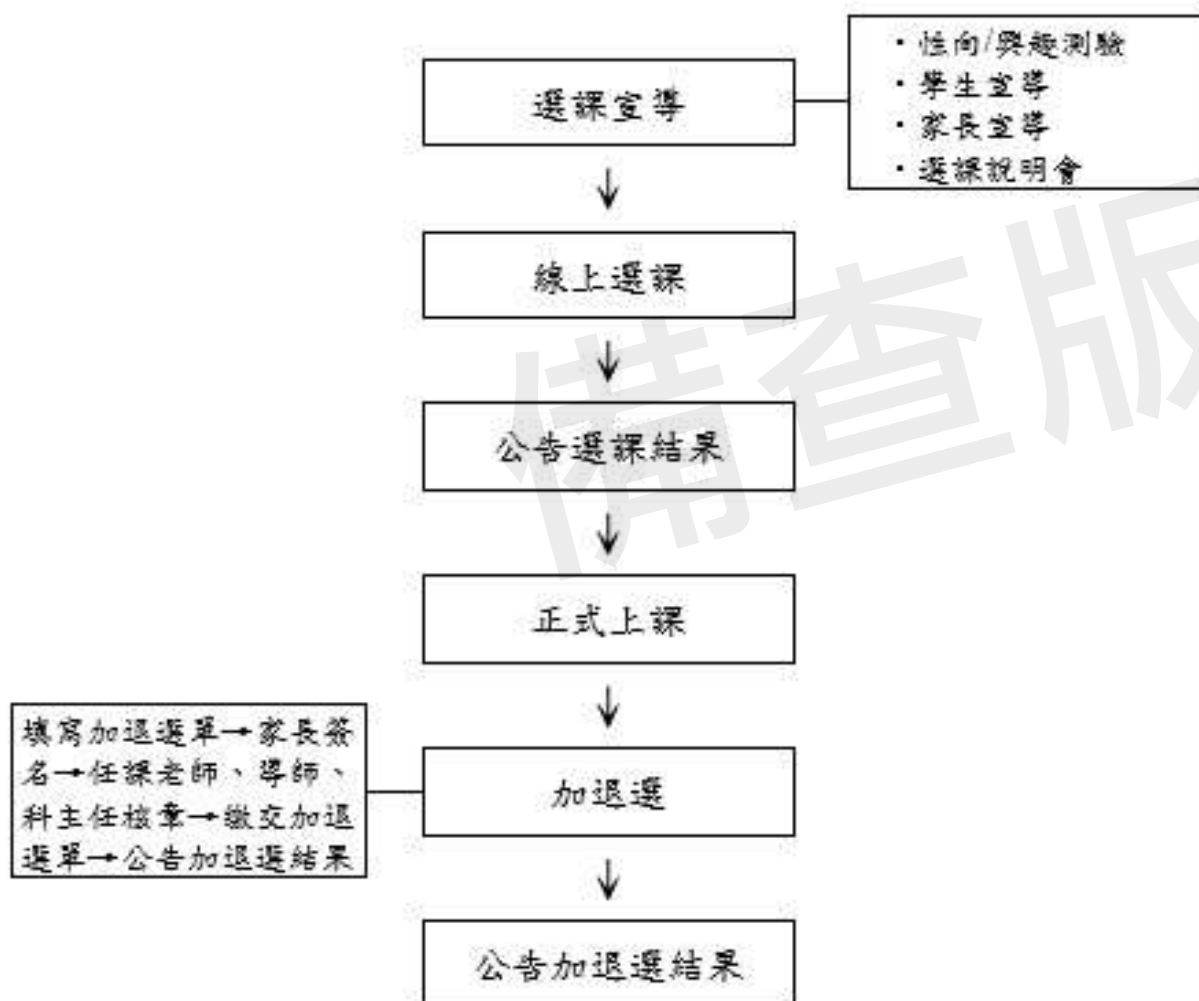 選課宣導
・性向/興趣測驗
・學生宣導
・家長宣導
・選課說明會
線上選課
公告選課結果
正式上課
填寫加退選單→家長簽
名→任課老師、導師、
科主任核章→繳交加退
選單→公告加退選結果
加退選
公告加退選結果
備查版